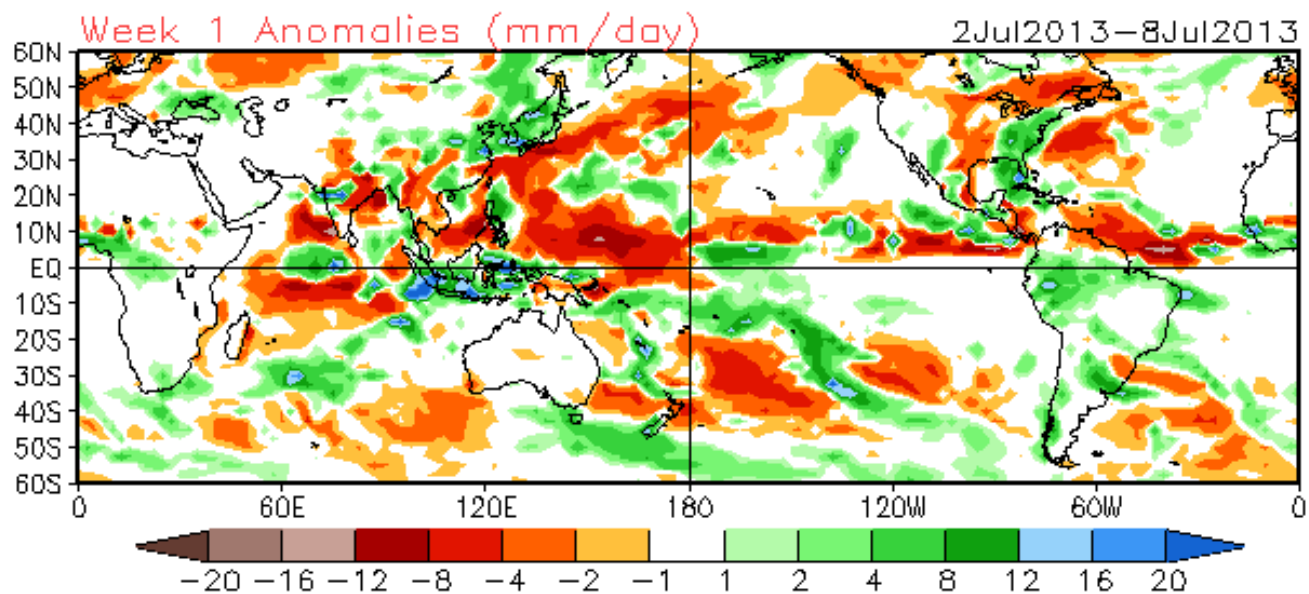 Week 1 Anomalies (mm/day) 2Jul2013–8Jul2013
60N
50N
40N
30N
20N
10N
EQ
10S
20S
30S
40S
50S
60S
0 60E 120E 180 120W 60W 0
−20 −16 −12 −8 −4 −2 −1 1 2 4 8 12 16 20